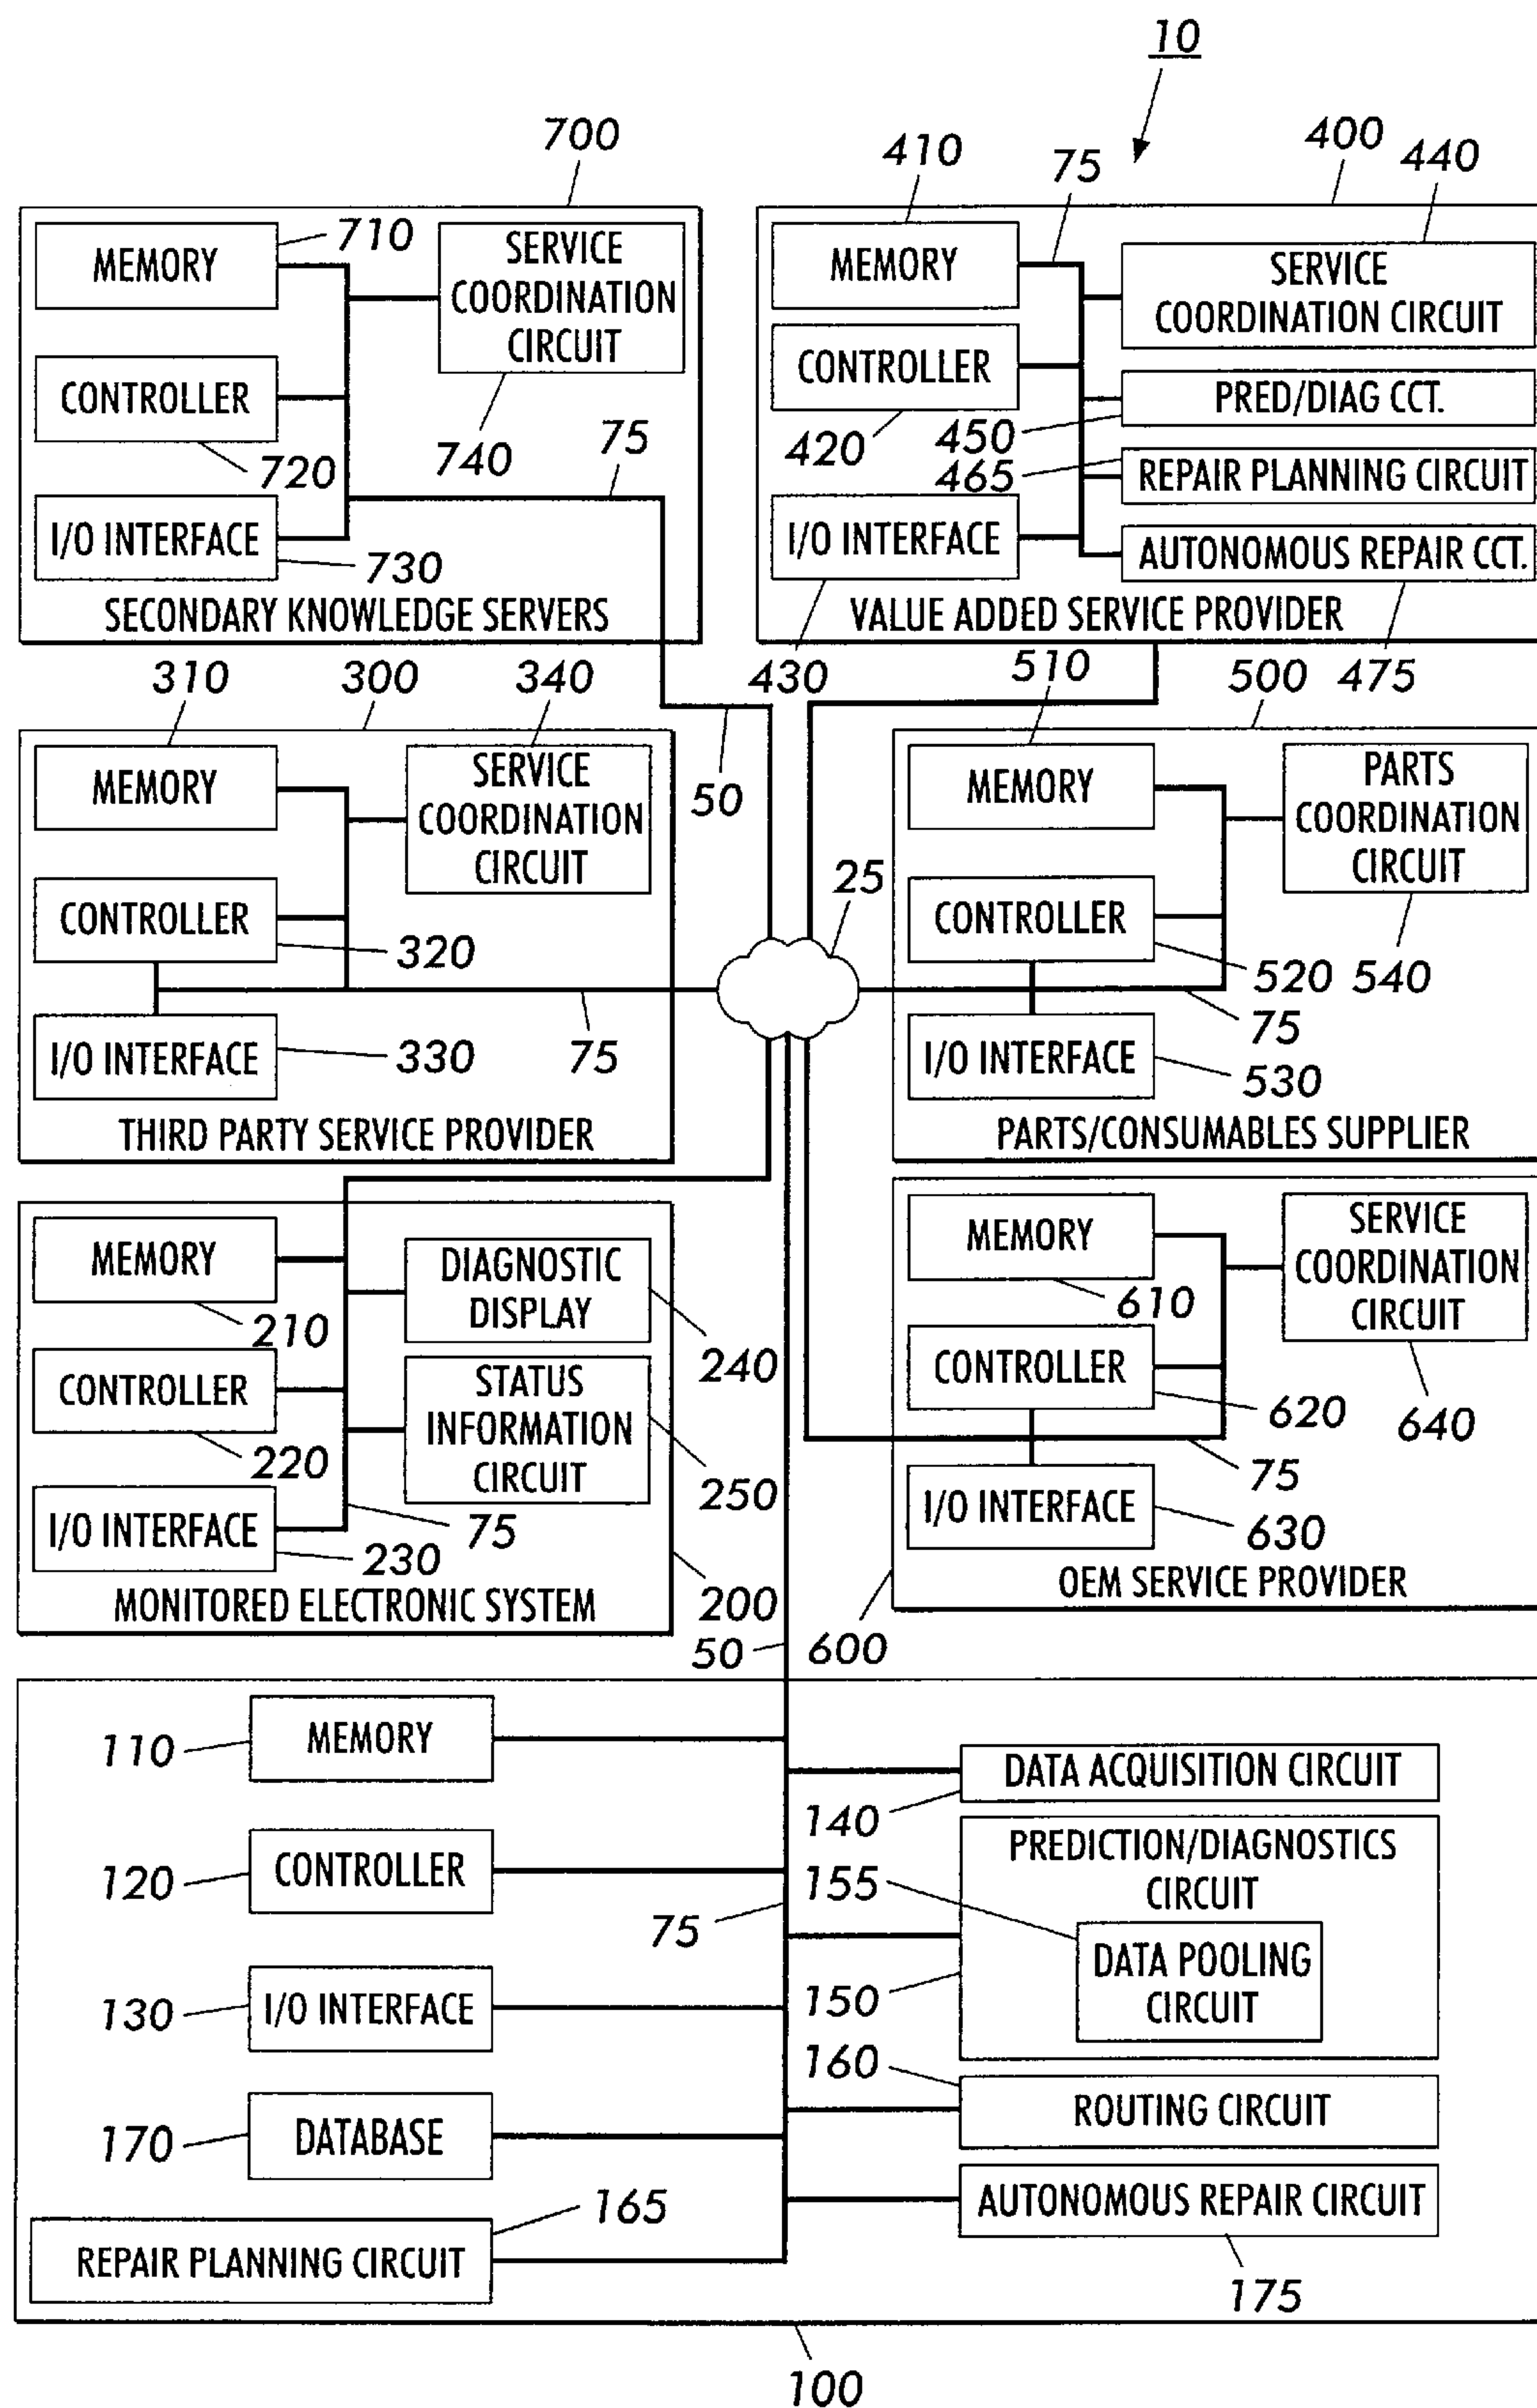 10
700
710
MEMORY
SERVICE
COORDINATION
CIRCUIT
CONTROLLER
720
740
75
I/O INTERFACE
730
SECONDARY KNOWLEDGE SERVERS
410
75
400
440
MEMORY
SERVICE
COORDINATION CIRCUIT
CONTROLLER
420
450
PRED/DIAG CCT.
465
REPAIR PLANNING CIRCUIT
I/O INTERFACE
AUTONOMOUS REPAIR CCT.
VALUE ADDED SERVICE PROVIDER
430
475
50
25
310
300
340
MEMORY
SERVICE
COORDINATION
CIRCUIT
CONTROLLER
320
I/O INTERFACE
330
75
THIRD PARTY SERVICE PROVIDER
510
500
MEMORY
PARTS
COORDINATION
CIRCUIT
CONTROLLER
520
540
75
I/O INTERFACE
530
PARTS/CONSUMABLES SUPPLIER
MEMORY
210
DIAGNOSTIC
DISPLAY
240
CONTROLLER
220
STATUS
INFORMATION
CIRCUIT
250
I/O INTERFACE
230
75
MONITORED ELECTRONIC SYSTEM
200
MEMORY
610
SERVICE
COORDINATION
CIRCUIT
CONTROLLER
620
640
75
I/O INTERFACE
630
OEM SERVICE PROVIDER
600
50
110
MEMORY
DATA ACQUISITION CIRCUIT
140
120
CONTROLLER
75
155
PREDICTION/DIAGNOSTICS
CIRCUIT
DATA POOLING
CIRCUIT
150
130
I/O INTERFACE
160
ROUTING CIRCUIT
170
DATABASE
165
REPAIR PLANNING CIRCUIT
AUTONOMOUS REPAIR CIRCUIT
175
100